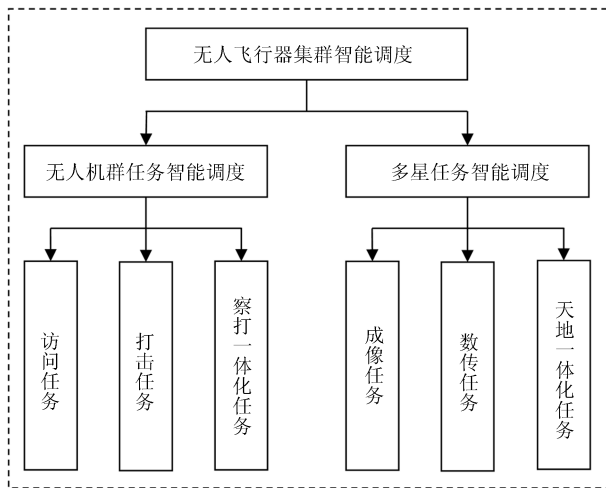 无人飞行器集群智能调度
无人机群任务智能调度
多星任务智能调度
访问任务
打击任务
察打一体化任务
成像任务
数传任务
天地一体化任务